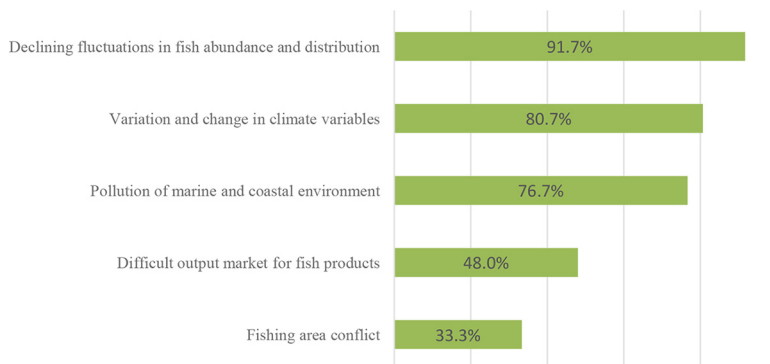 Declining fluctuations in fish abundance and distribution 91.7%
Variation and change in climate variables 80.7%
Pollution of marine and coastal environment 76.7%
Difficult output market for fish products 48.0%
Fishing area conflict 33.3%